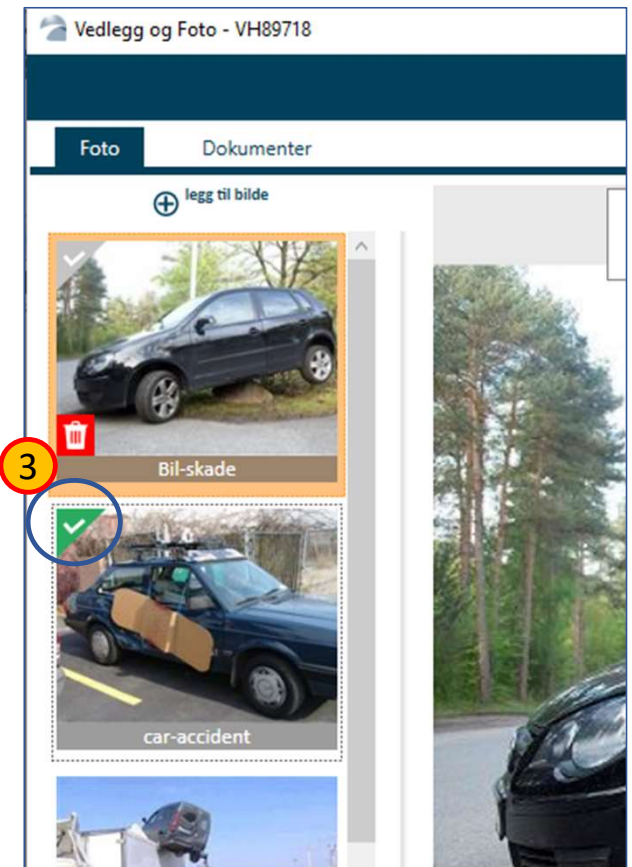 Vedlegg og Foto - VH89718
Foto
Dokumenter
legg til bilde
Bil-skade
3
car-accident